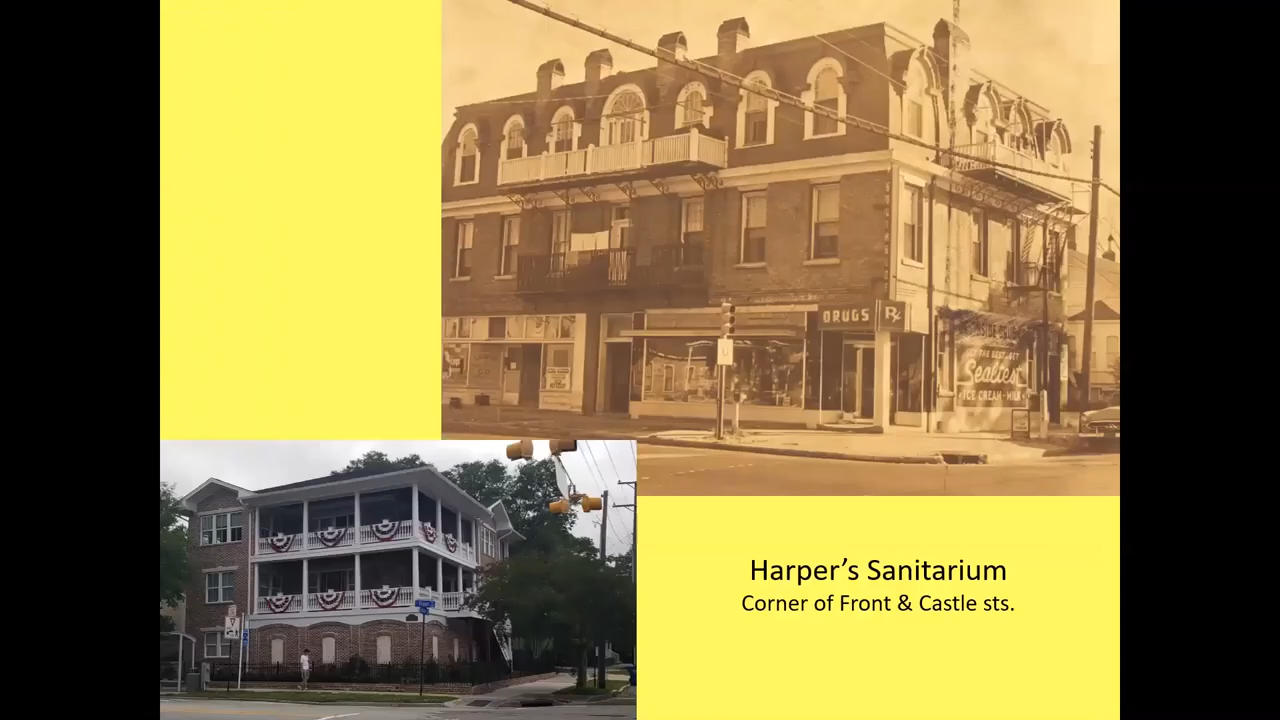 DRUGS Rx
Sealtest
ICE CREAM - MILK
Harper’s Sanitarium
Corner of Front & Castle sts.